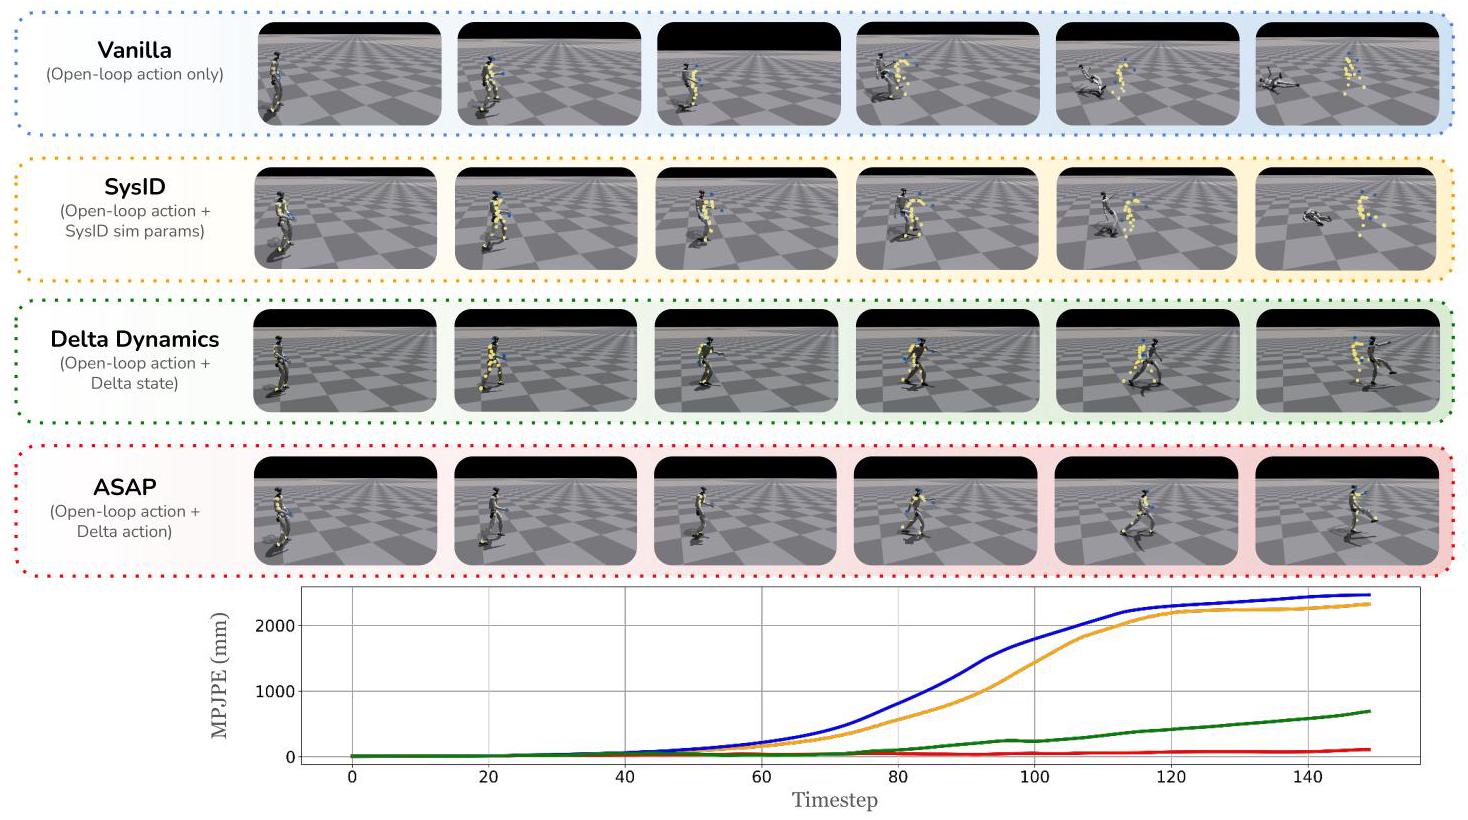 Vanilla
(Open-loop action only)
SysID
(Open-loop action +
SysID sim params)
Delta Dynamics
(Open-loop action +
Delta state)
ASAP
(Open-loop action +
Delta action)
MPJPE (mm)
2000
1000
0
0 20 40 60 80 100 120 140
Timestep